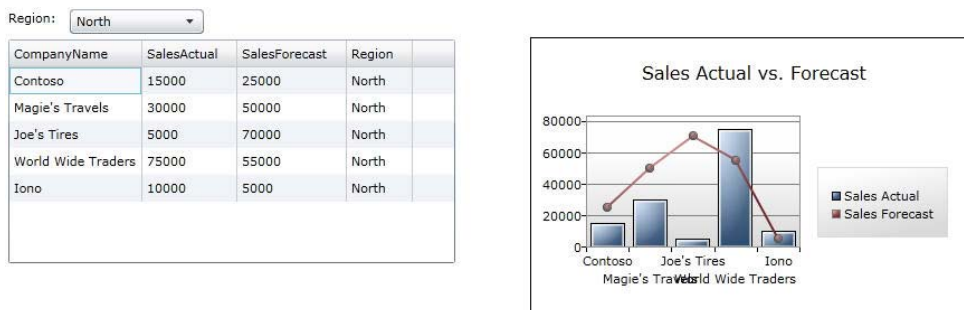 Region: North
CompanyName SalesActual SalesForecast Region
Contoso 15000 25000 North
Magie's Travels 30000 50000 North
Joe's Tires 5000 70000 North
World Wide Traders 75000 55000 North
Iono 10000 5000 North
Sales Actual vs. Forecast
80000
60000
40000
20000
0
Contoso Joe's Tires Iono
Magie's Travels World Wide Traders
Sales Actual
Sales Forecast